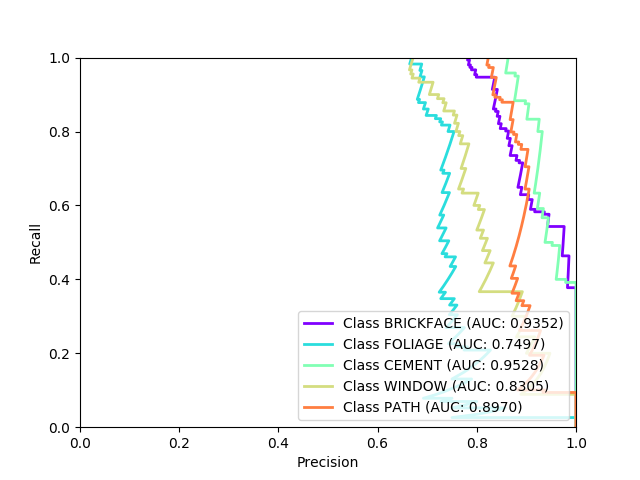 1.0
0.8
0.6
0.4
0.2
0.0
Recall
Class BRICKFACE (AUC: 0.9352)
Class FOLIAGE (AUC: 0.7497)
Class CEMENT (AUC: 0.9528)
Class WINDOW (AUC: 0.8305)
Class PATH (AUC: 0.8970)
0.0 0.2 0.4 0.6 0.8 1.0
Precision